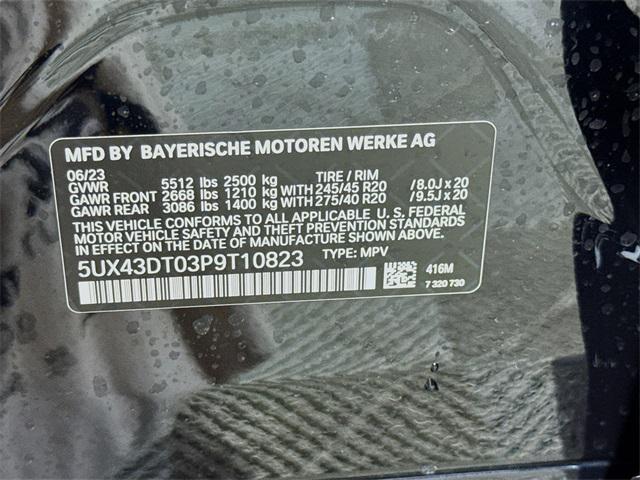 MFD BY BAYERISCHE MOTOREN WERKE AG
06/23 TIRE / RIM
GVWR 5512 lbs 2500 kg
GAWR FRONT 2668 lbs 1210 kg WITH 245/45 R20 /8.0J x 20
GAWR REAR 3086 lbs 1400 kg WITH 275/40 R20 /9.5J x 20
THIS VEHICLE CONFORMS TO ALL APPLICABLE U. S. FEDERAL
MOTOR VEHICLE SAFETY AND THEFT PREVENTION STANDARDS
IN EFFECT ON THE DATE OF MANUFACTURE SHOWN ABOVE.
5UX43DT03P9T10823 TYPE: MPV
416M
7 320 730